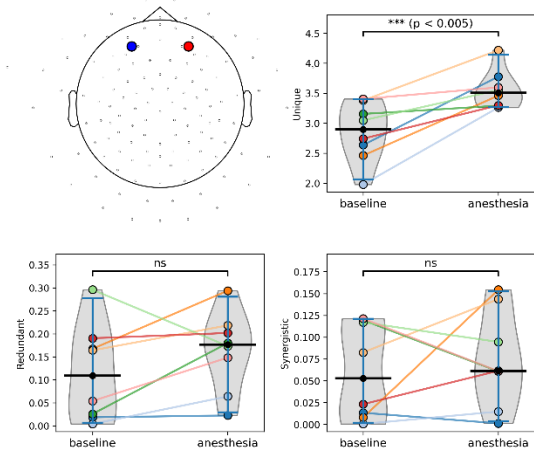 *** (p < 0.005)
Unique
4.0
3.5
3.0
2.5
2.0
baseline
anesthesia
ns
Redundant
0.35
0.30
0.25
0.20
0.15
0.10
0.05
0.00
baseline
anesthesia
ns
Synergistic
0.175
0.150
0.125
0.100
0.075
0.050
0.025
0.000
baseline
anesthesia